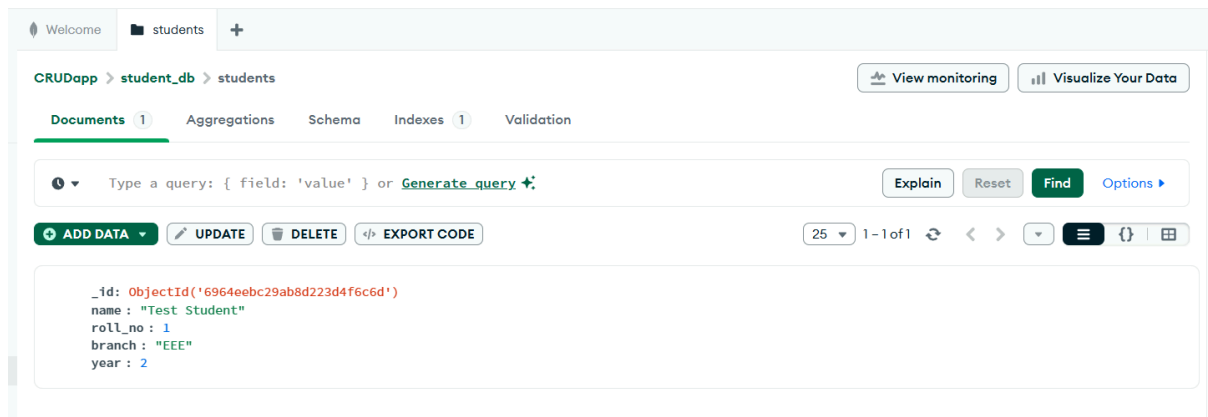 Welcome students +
CRUDapp > student_db > students View monitoring Visualize Your Data
Documents 1 Aggregations Schema Indexes 1 Validation
Type a query: { field: 'value' } or Generate query Explain Reset Find Options
ADD DATA UPDATE DELETE </> EXPORT CODE 25 1 – 1 of 1 {}
_id: ObjectId('6964eebc29ab8d223d4f6c6d')
name : "Test Student"
roll_no : 1
branch : "EEE"
year : 2